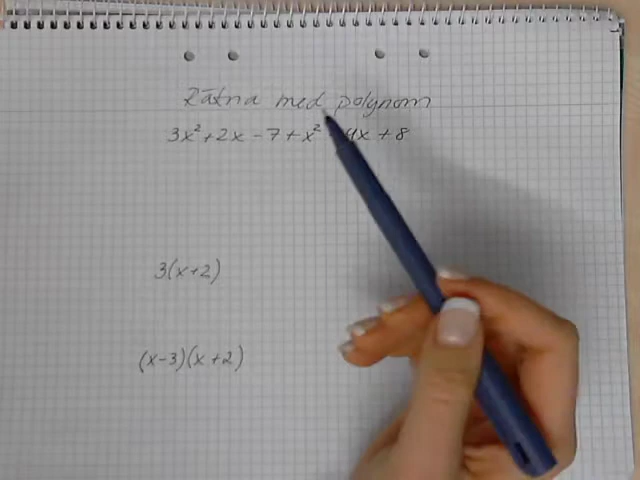 Räkna med polynom
3x² + 2x - 7 + x² 4x + 8
3(x+2)
(x-3)(x+2)